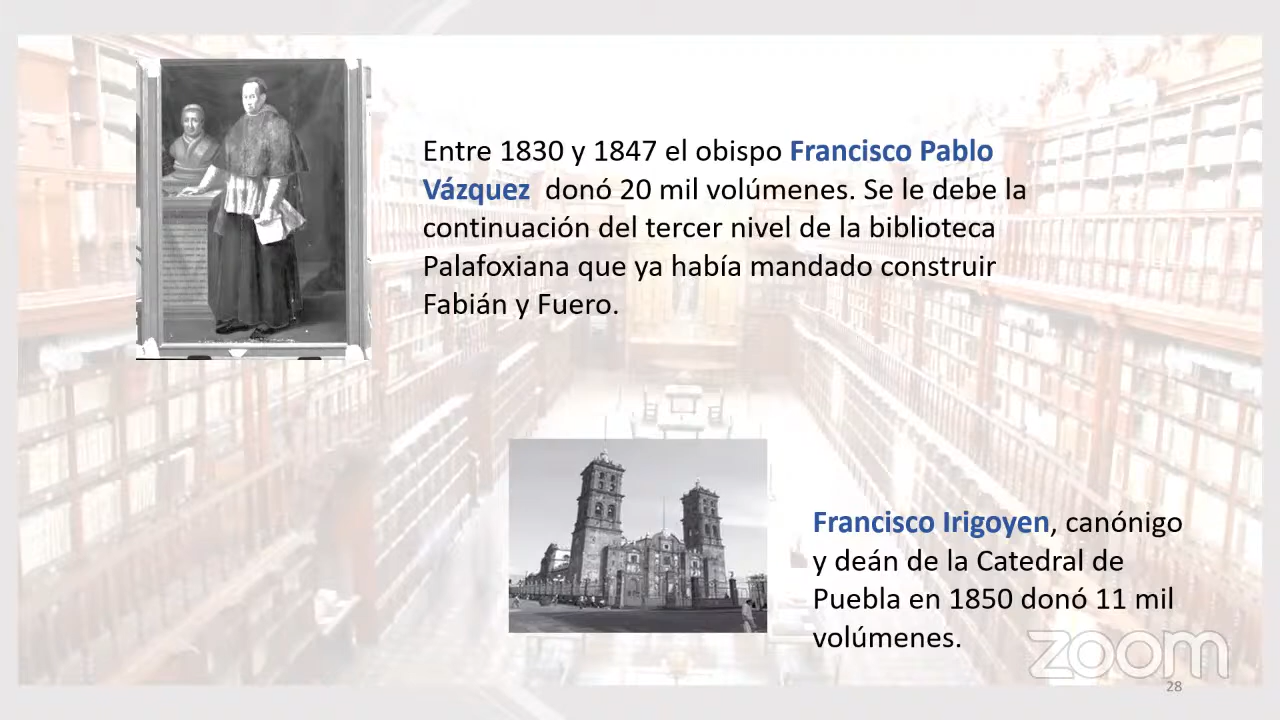 Entre 1830 y 1847 el obispo Francisco Pablo
Vázquez donó 20 mil volúmenes. Se le debe la
continuación del tercer nivel de la biblioteca
Palafoxiana que ya había mandado construir
Fabián y Fuero.
Francisco Irigoyen, canónigo
y deán de la Catedral de
Puebla en 1850 donó 11 mil
volúmenes.
zoom
28